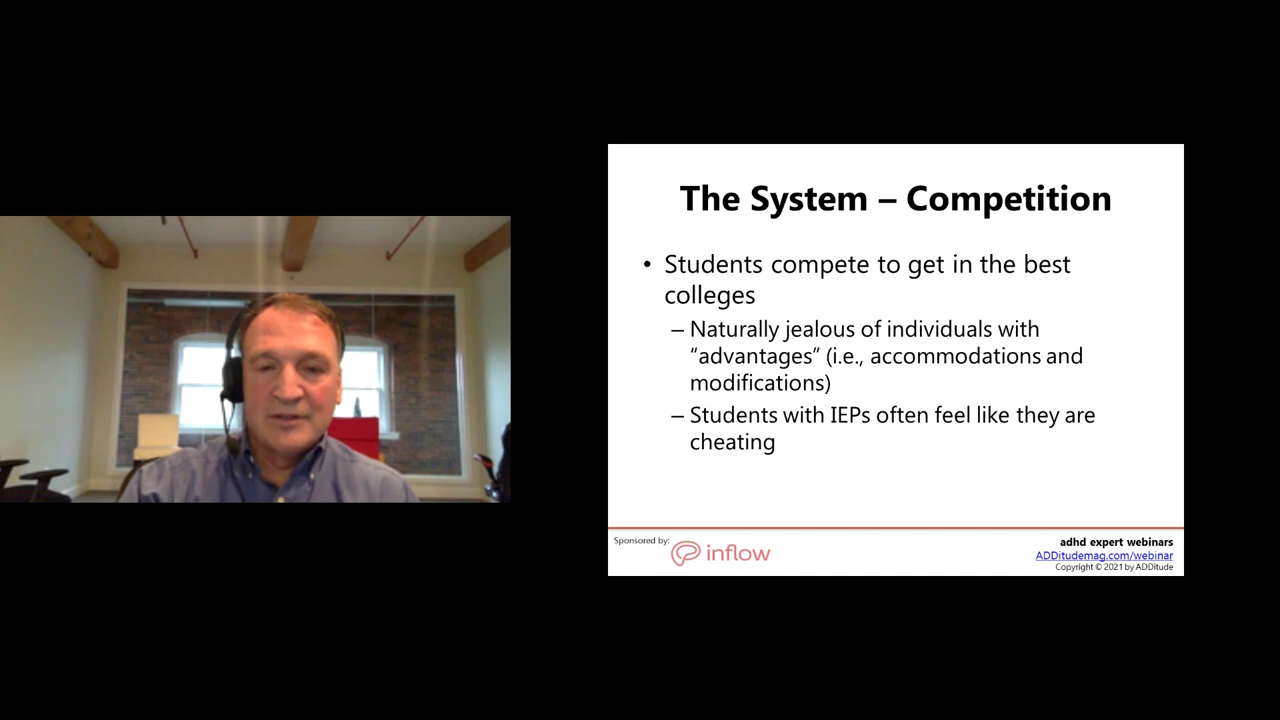 The System – Competition
• Students compete to get in the best
colleges
– Naturally jealous of individuals with
“advantages” (i.e., accommodations and
modifications)
– Students with IEPs often feel like they are
cheating
Sponsored by:
inflow
adhd expert webinars
ADDitudemag.com/webinar
Copyright © 2021 by ADDitude